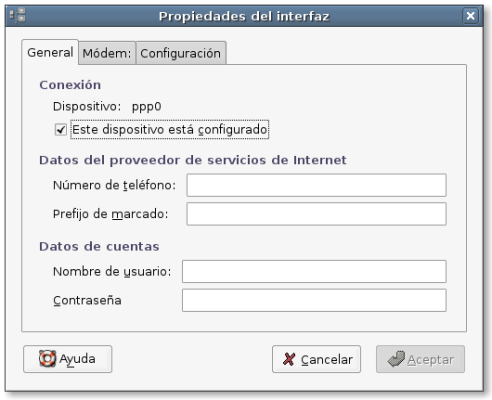 Propiedades del interfaz
General Módem: Configuración
Conexión
Dispositivo: ppp0
Este dispositivo está configurado
Datos del proveedor de servicios de Internet
Número de teléfono:
Prefijo de marcado:
Datos de cuentas
Nombre de usuario:
Contraseña
Ayuda Cancelar Aceptar